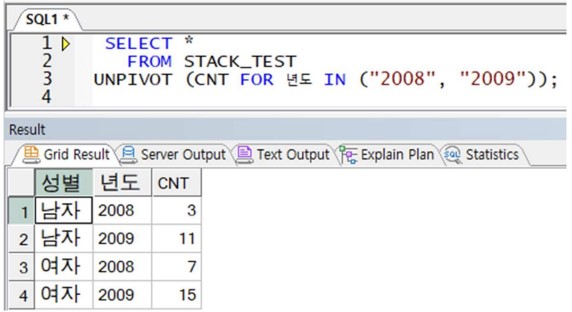 SQL1 *
1 SELECT *
2 FROM STACK_TEST
3 UNPIVOT (CNT FOR 년도 IN ("2008", "2009"));
4
Result
Grid Result Server Output Text Output Explain Plan SQL Statistics
성별 년도 CNT
1 남자 2008 3
2 남자 2009 11
3 여자 2008 7
4 여자 2009 15